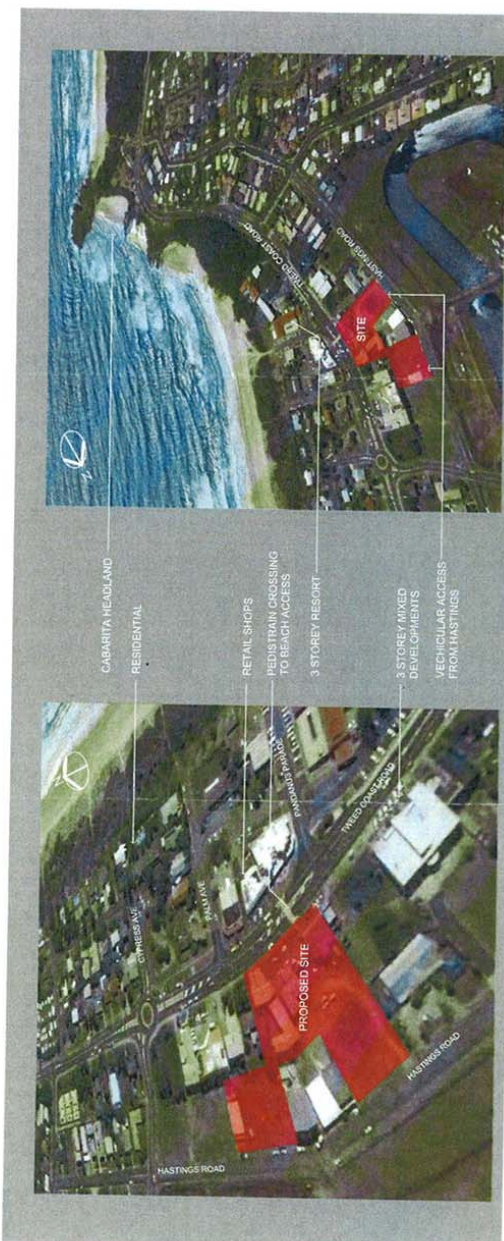 CYPRESS AVE
PALM AVE
PANDANUS PARADE
TWEED COAST ROAD
PROPOSED SITE
HASTINGS ROAD
HASTINGS ROAD
CABARITA HEADLAND
RESIDENTIAL
RETAIL SHOPS
PEDISTRAIN CROSSING
TO BEACH ACCESS
3 STOREY RESORT
3 STOREY MIXED
DEVELOPMENTS
VECHICULAR ACCESS
FROM HASTINGS
N
TWEED COAST ROAD
HASTINGS ROAD
SITE